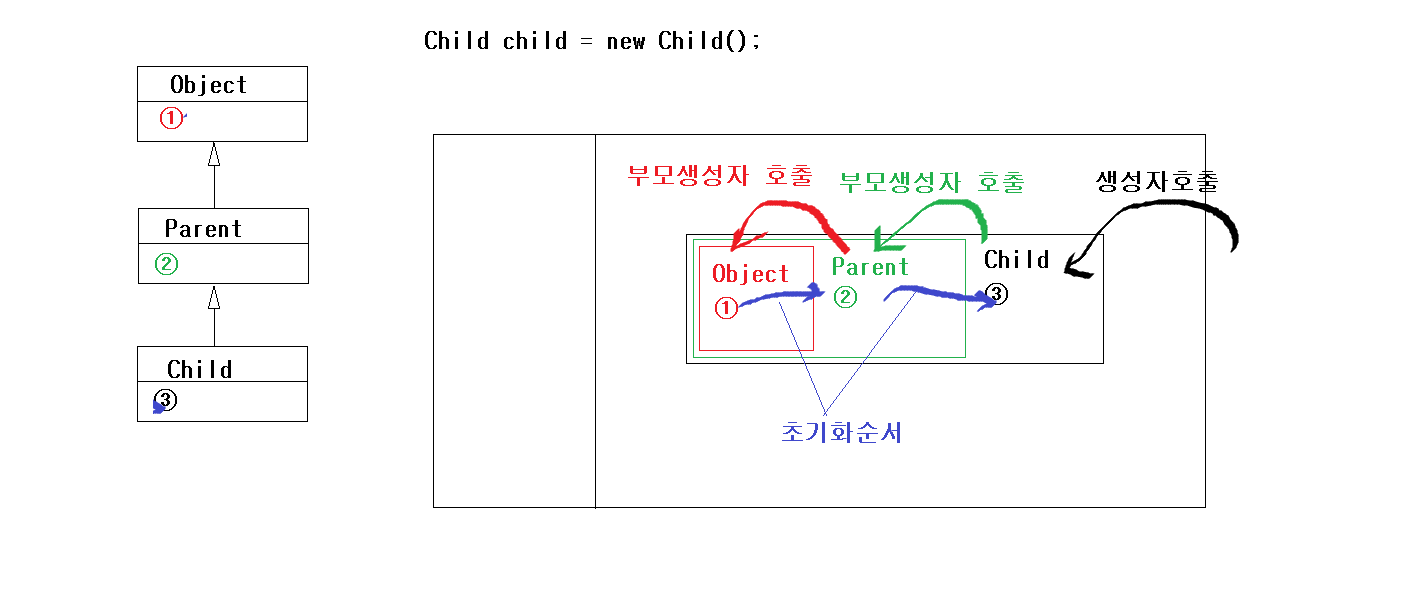 Child child = new Child();
Object
①
Parent
②
Child
③
부모생성자 호출
부모생성자 호출
생성자호출
Object
①
Parent
②
Child
③
초기화순서